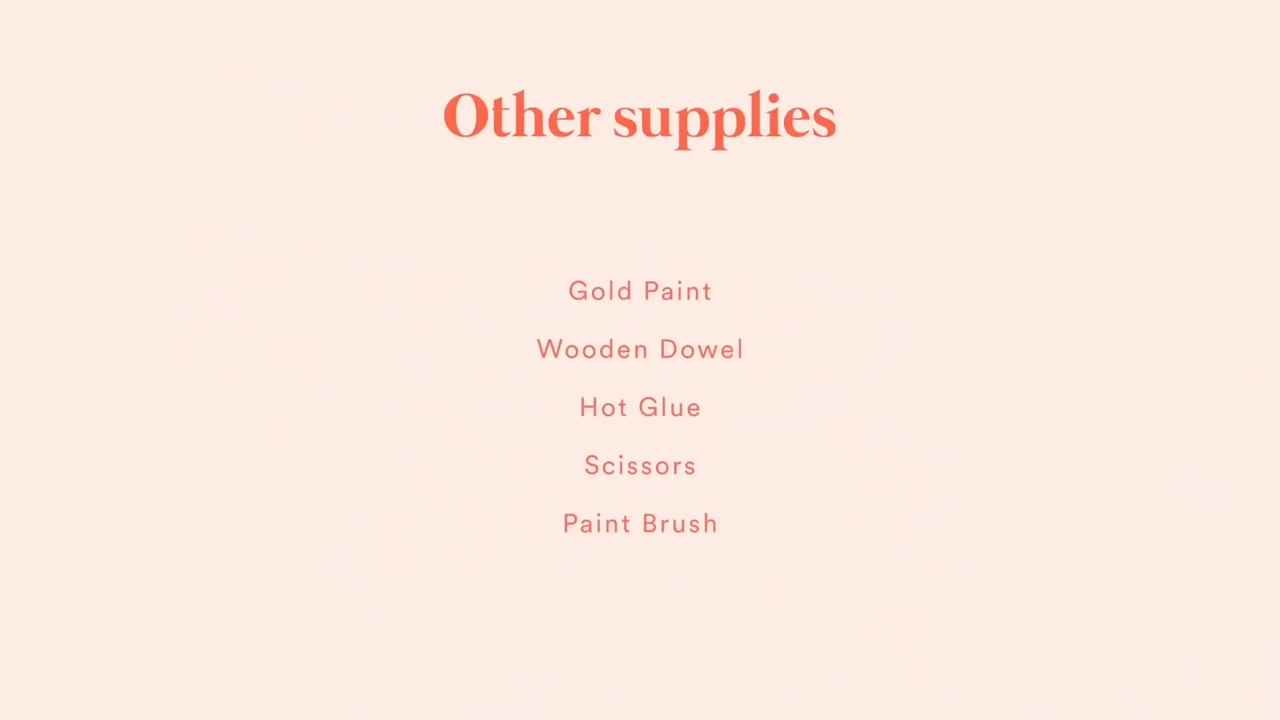 Other supplies
Gold Paint
Wooden Dowel
Hot Glue
Scissors
Paint Brush